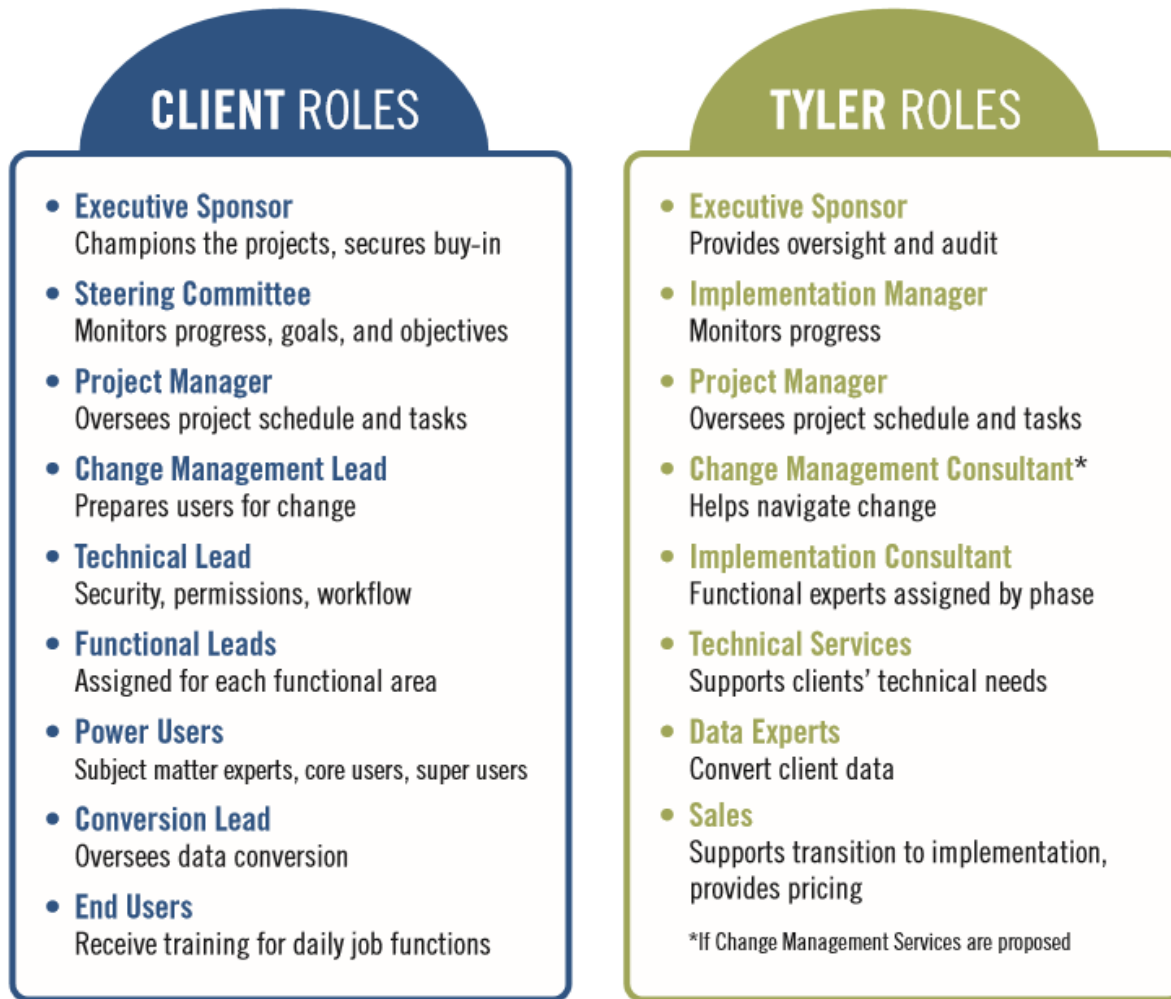 CLIENT ROLES
• Executive Sponsor
Champions the projects, secures buy-in
• Steering Committee
Monitors progress, goals, and objectives
• Project Manager
Oversees project schedule and tasks
• Change Management Lead
Prepares users for change
• Technical Lead
Security, permissions, workflow
• Functional Leads
Assigned for each functional area
• Power Users
Subject matter experts, core users, super users
• Conversion Lead
Oversees data conversion
• End Users
Receive training for daily job functions
TYLER ROLES
• Executive Sponsor
Provides oversight and audit
• Implementation Manager
Monitors progress
• Project Manager
Oversees project schedule and tasks
• Change Management Consultant*
Helps navigate change
• Implementation Consultant
Functional experts assigned by phase
• Technical Services
Supports clients’ technical needs
• Data Experts
Convert client data
• Sales
Supports transition to implementation,
provides pricing
*If Change Management Services are proposed